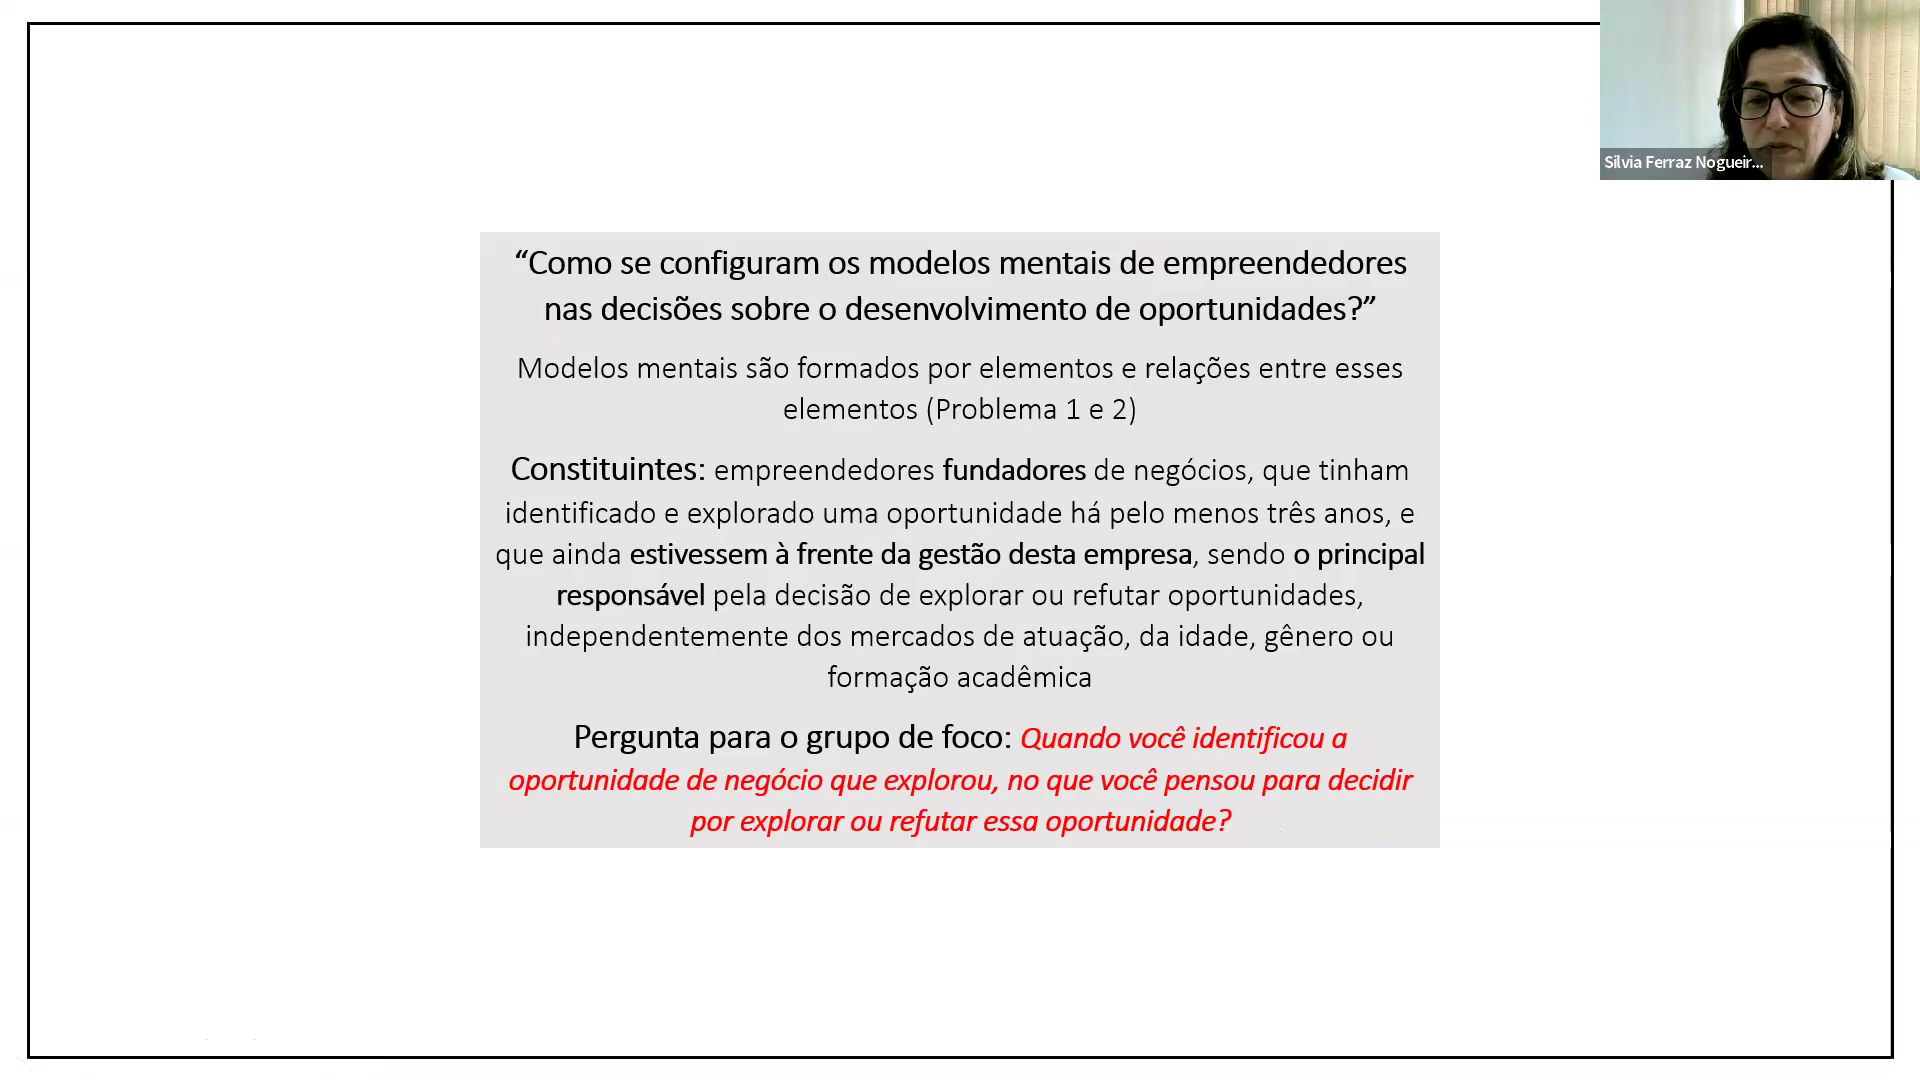 Silvia Ferraz Nogueir...
“Como se configuram os modelos mentais de empreendedores
nas decisões sobre o desenvolvimento de oportunidades?”
Modelos mentais são formados por elementos e relações entre esses
elementos (Problema 1 e 2)
Constituintes: empreendedores fundadores de negócios, que tinham
identificado e explorado uma oportunidade há pelo menos três anos, e
que ainda estivessem à frente da gestão desta empresa, sendo o principal
responsável pela decisão de explorar ou refutar oportunidades,
independentemente dos mercados de atuação, da idade, gênero ou
formação acadêmica
Pergunta para o grupo de foco: Quando você identificou a
oportunidade de negócio que explorou, no que você pensou para decidir
por explorar ou refutar essa oportunidade?